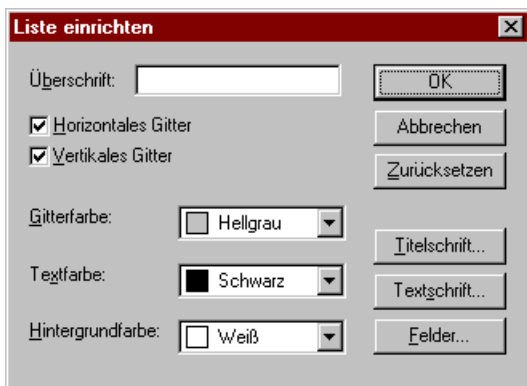 Liste einrichten
Überschrift:
OK
Horizontales Gitter
Abbrechen
Vertikales Gitter
Zurücksetzen
Gitterfarbe:
Hellgrau
Titelschrift...
Textfarbe:
Schwarz
Textschrift...
Hintergrundfarbe:
Weiß
Felder...